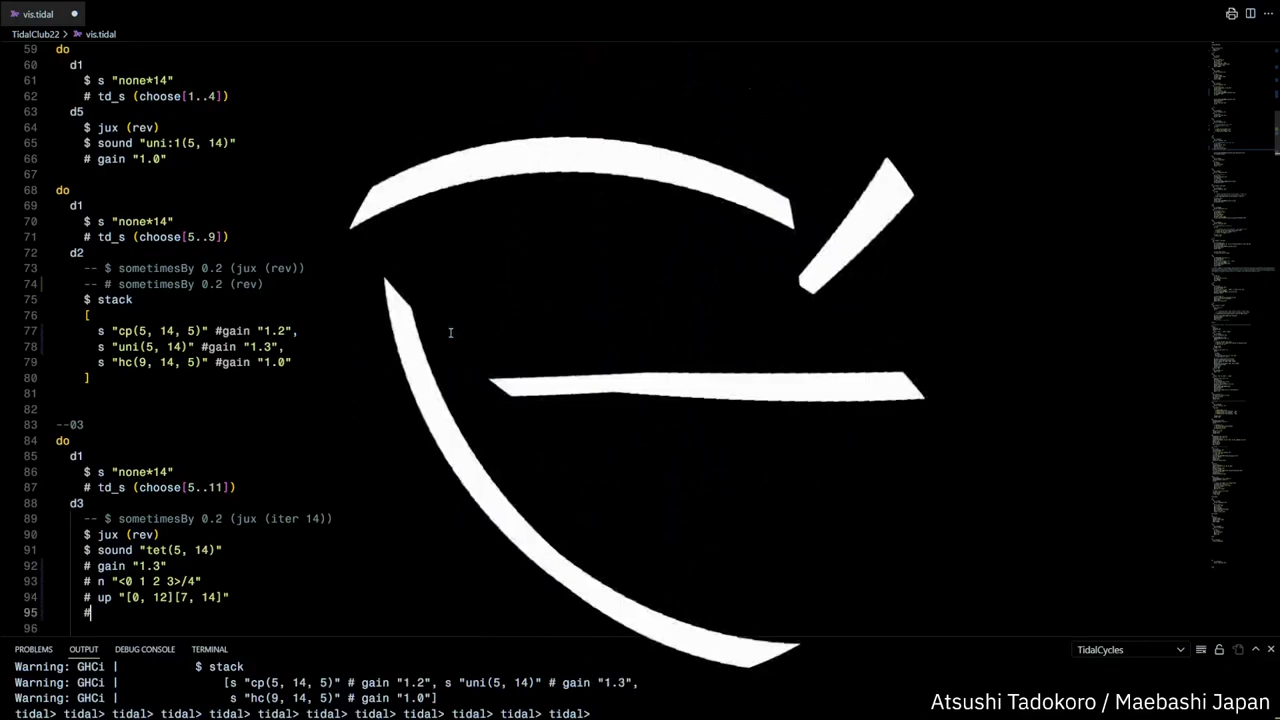 vis.tidal
TidalClub22 > vis.tidal
59 do
60 d1
61 $ s "none*14"
62 # td_s (choose[1..4])
63 d5
64 $ jux (rev)
65 $ sound "uni:1(5, 14)"
66 # gain "1.0"
67
68 do
69 d1
70 $ s "none*14"
71 # td_s (choose[5..9])
72 d2
73 -- $ sometimesBy 0.2 (jux (rev))
74 -- $ sometimesBy 0.2 (rev)
75 $ stack
76 [
77 s "cp(5, 14, 5)" #gain "1.2",
78 s "uni(5, 14)" #gain "1.3",
79 s "hc(9, 14, 5)" #gain "1.0"
80 ]
81
82
83 --03
84 do
85 d1
86 $ s "none*14"
87 # td_s (choose[5..11])
88 d3
89 -- $ sometimesBy 0.2 (jux (iter 14))
90 $ jux (rev)
91 $ sound "tet(5, 14)"
92 # gain "1.3"
93 # n "<0 1 2 3>/4"
94 # up "[0, 12][7, 14]"
95 #
96
PROBLEMS OUTPUT DEBUG CONSOLE TERMINAL TidalCycles
Warning: GHCi | $ stack
Warning: GHCi | [s "cp(5, 14, 5)" # gain "1.2", s "uni(5, 14)" # gain "1.3",
Warning: GHCi | s "hc(9, 14, 5)" # gain "1.0"]
tidal> tidal> tidal> tidal> tidal> tidal> tidal> tidal> tidal> tidal> tidal>
Atsushi Tadokoro / Maebashi Japan